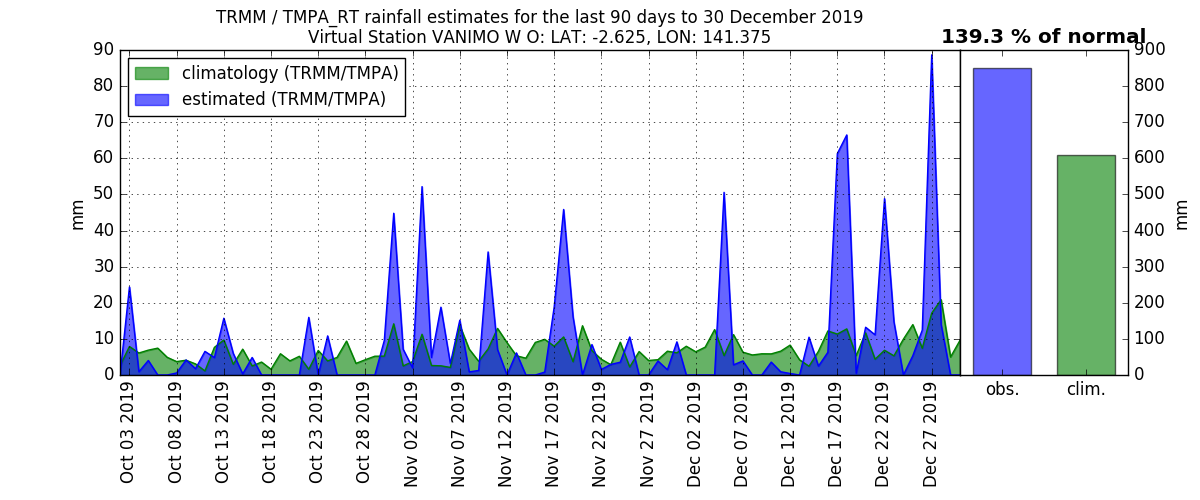 TRMM / TMPA_RT rainfall estimates for the last 90 days to 30 December 2019
Virtual Station VANIMO W O: LAT: -2.625, LON: 141.375
139.3 % of normal
climatology (TRMM/TMPA)
estimated (TRMM/TMPA)
90
80
70
60
50
40
30
20
10
0
mm
900
800
700
600
500
400
300
200
100
0
mm
Oct 03 2019
Oct 08 2019
Oct 13 2019
Oct 18 2019
Oct 23 2019
Oct 28 2019
Nov 02 2019
Nov 07 2019
Nov 12 2019
Nov 17 2019
Nov 22 2019
Nov 27 2019
Dec 02 2019
Dec 07 2019
Dec 12 2019
Dec 17 2019
Dec 22 2019
Dec 27 2019
obs.
clim.